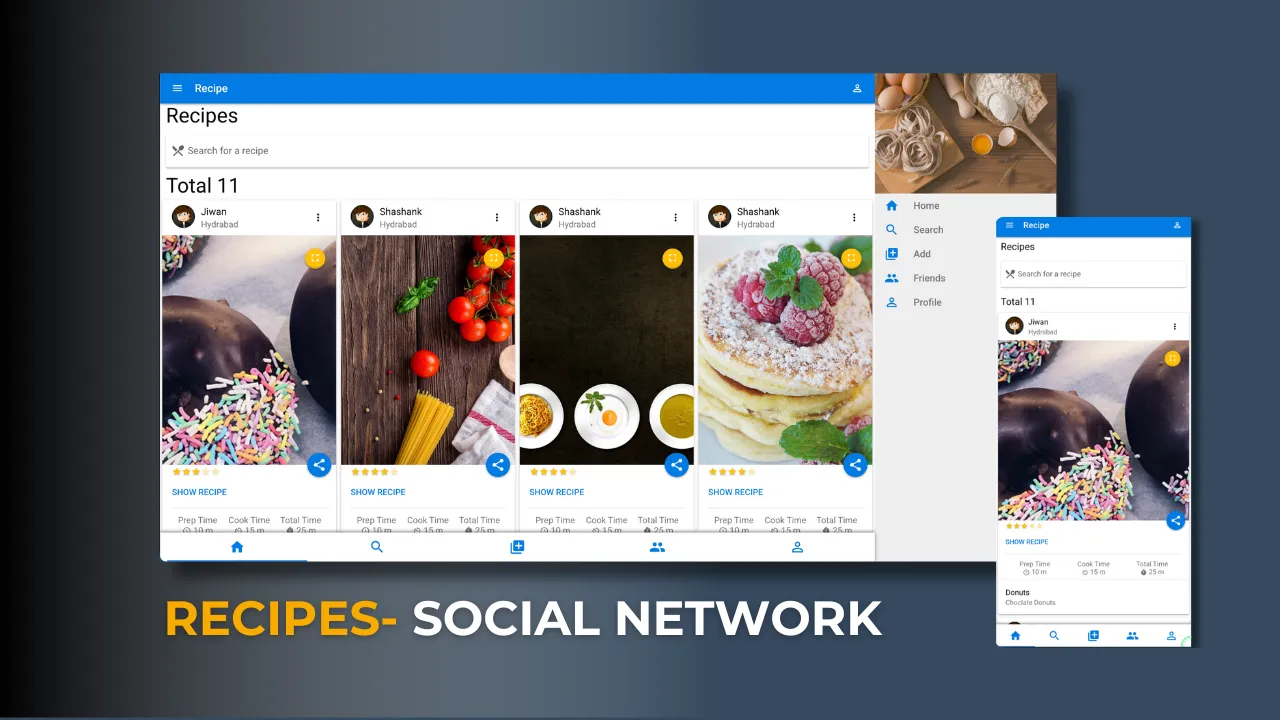 Recipe
Recipes
Search for a recipe
Total 11
Jiwan
Hydrabad
Shashank
Hydrabad
Shashank
Hydrabad
Shashank
Hydrabad
SHOW RECIPE
SHOW RECIPE
SHOW RECIPE
SHOW RECIPE
Prep Time Cook Time Total Time
10 m 15 m 25 m
Prep Time Cook Time Total Time
10 m 15 m 25 m
Prep Time Cook Time Total Time
10 m 15 m 25 m
Prep Time Cook Time Total Time
10 m 15 m 25 m
Home
Search
Add
Friends
Profile
Recipe
Recipes
Search for a recipe
Total 11
Jiwan
Hydrabad
SHOW RECIPE
Prep Time Cook Time Total Time
10 m 15 m 25 m
Donuts
Choclate Donuts
RECIPES- SOCIAL NETWORK